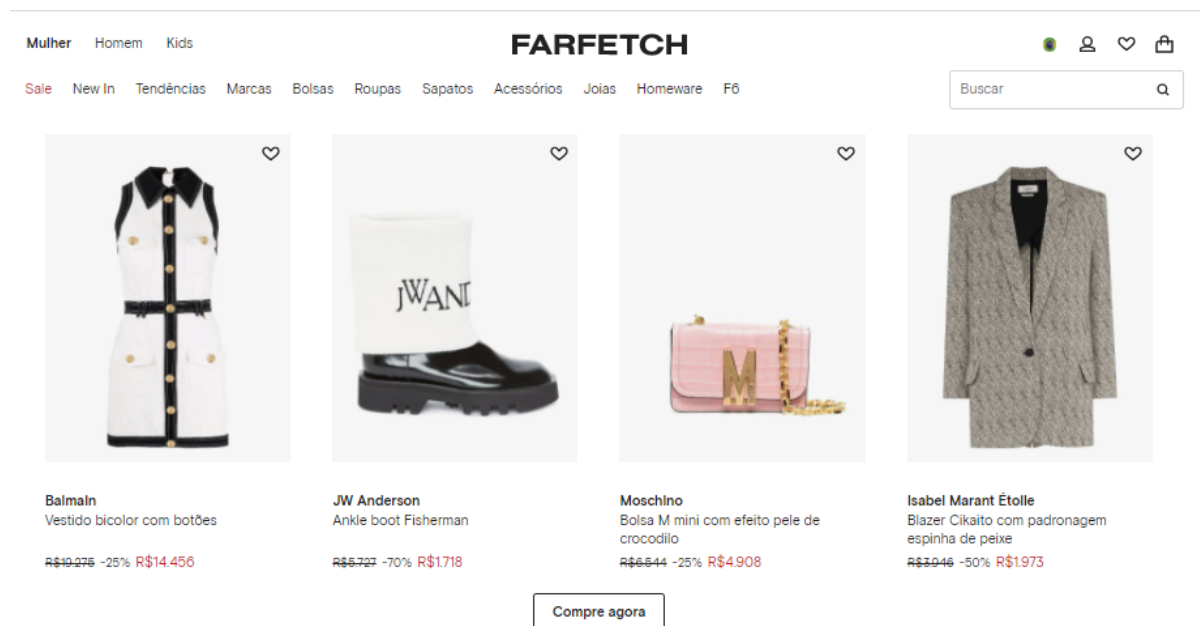 Mulher Homem Kids
FARFETCH
Sale New In Tendências Marcas Bolsas Roupas Sapatos Acessórios Joias Homeware F6
Buscar
JWAND
M
Balmain
Vestido bicolor com botões
R$19.275 -25% R$14.456
JW Anderson
Ankle boot Fisherman
R$5.727 -70% R$1.718
Moschino
Bolsa M mini com efeito pele de
crocodilo
R$6.544 -25% R$4.908
Isabel Marant Étoile
Blazer Cikaito com padronagem
espinha de peixe
R$3.946 -50% R$1.973
Compre agora